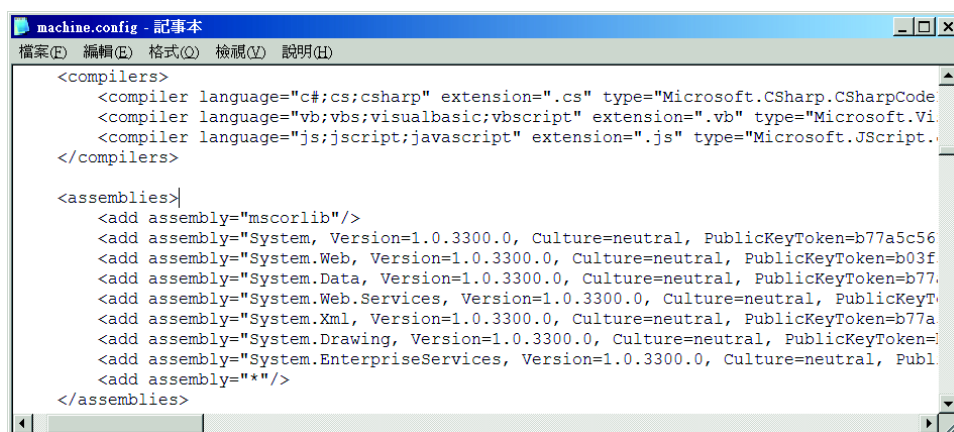 machine.config - 記事本
檔案(F) 編輯(E) 格式(O) 檢視(V) 說明(H)
<compilers>
<compiler language="c#;cs;csharp" extension=".cs" type="Microsoft.CSharp.CSharpCode
<compiler language="vb;vbs;visualbasic;vbscript" extension=".vb" type="Microsoft.Vi
<compiler language="js;jscript;javascript" extension=".js" type="Microsoft.JScript.
</compilers>
<assemblies>
<add assembly="mscorlib"/>
<add assembly="System, Version=1.0.3300.0, Culture=neutral, PublicKeyToken=b77a5c56
<add assembly="System.Web, Version=1.0.3300.0, Culture=neutral, PublicKeyToken=b03f
<add assembly="System.Data, Version=1.0.3300.0, Culture=neutral, PublicKeyToken=b77
<add assembly="System.Web.Services, Version=1.0.3300.0, Culture=neutral, PublicKeyT
<add assembly="System.Xml, Version=1.0.3300.0, Culture=neutral, PublicKeyToken=b77a
<add assembly="System.Drawing, Version=1.0.3300.0, Culture=neutral, PublicKeyToken=
<add assembly="System.EnterpriseServices, Version=1.0.3300.0, Culture=neutral, Publ
<add assembly="*"/>
</assemblies>